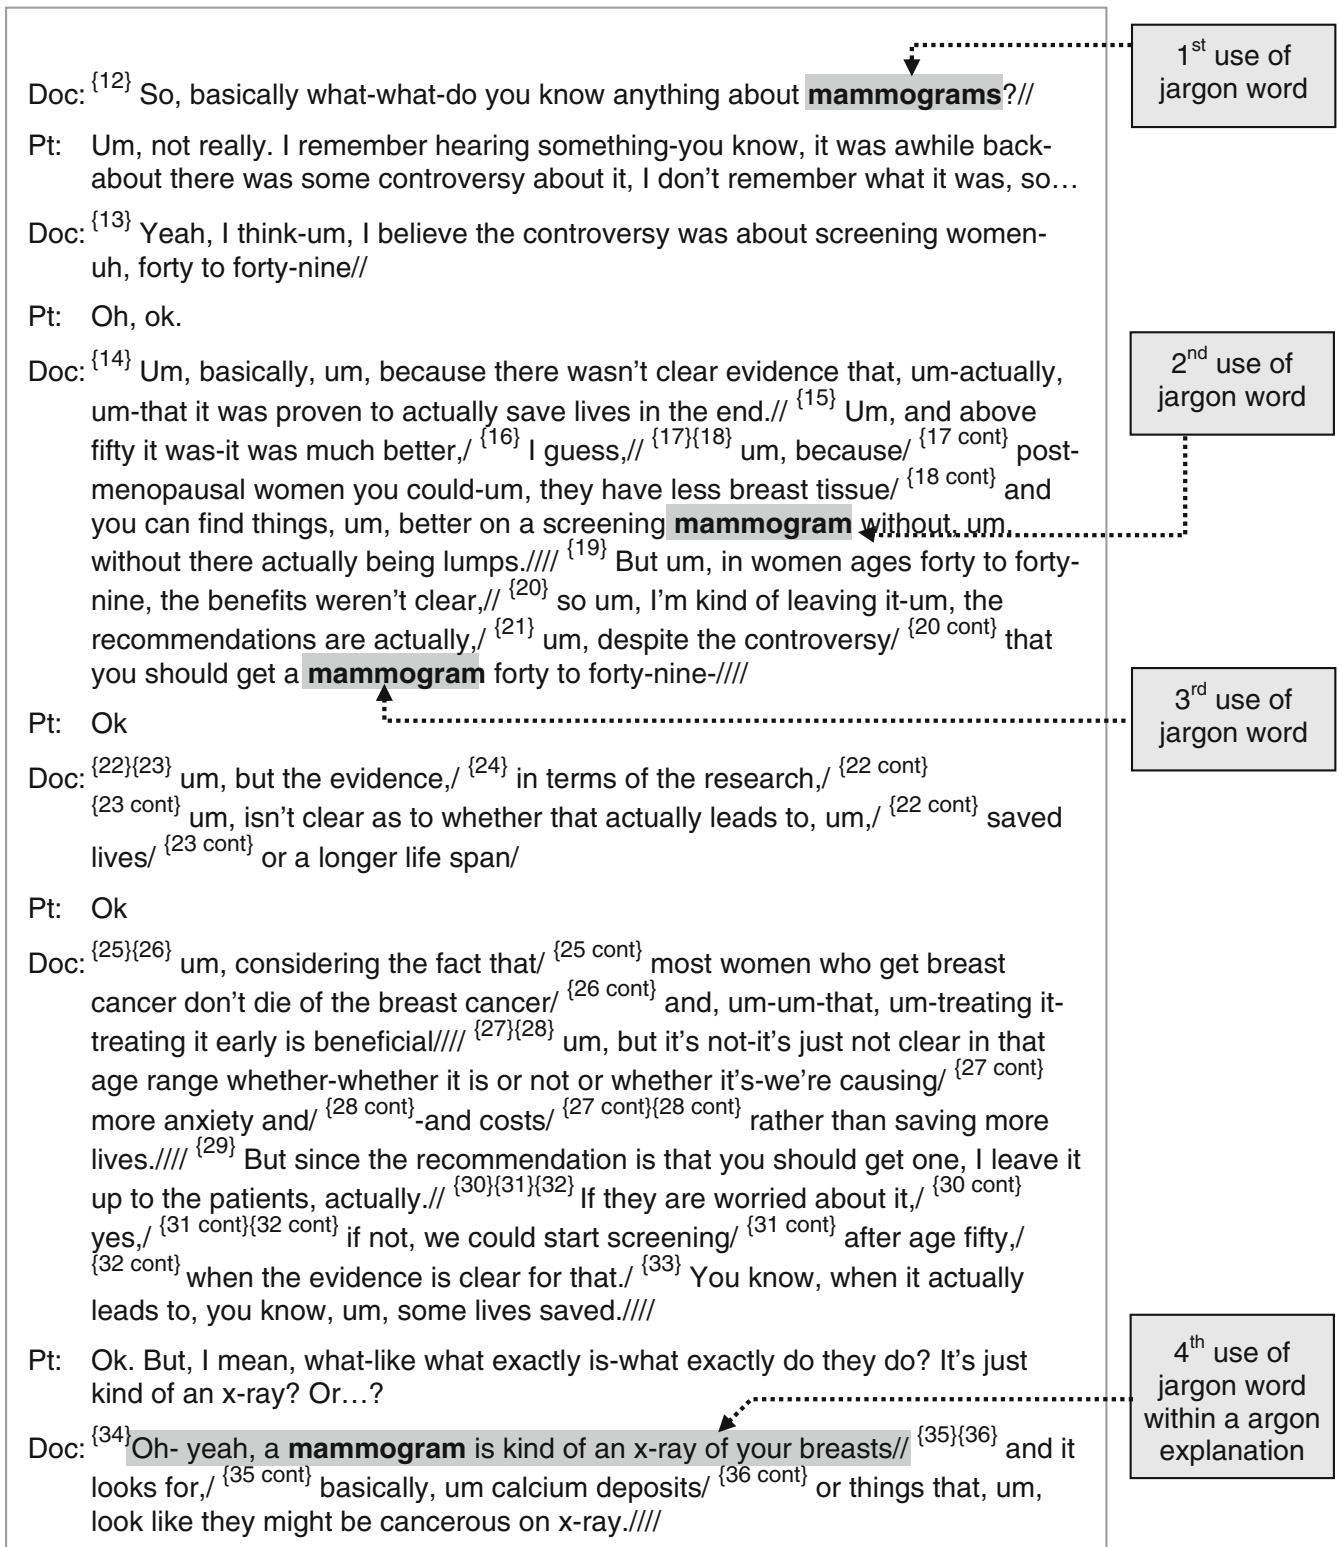 Doc: {12} So, basically what-what-do you know anything about mammograms?//
Pt: Um, not really. I remember hearing something-you know, it was awhile back-
about there was some controversy about it, I don't remember what it was, so…
Doc: {13} Yeah, I think-um, I believe the controversy was about screening women-
uh, forty to forty-nine//
Pt: Oh, ok.
Doc: {14} Um, basically, um, because there wasn't clear evidence that, um-actually,
um-that it was proven to actually save lives in the end.// {15} Um, and above
fifty it was-it was much better,/ {16} I guess,// {17}{18} um, because/ {17 cont} post-
menopausal women you could-um, they have less breast tissue/ {18 cont} and
you can find things, um, better on a screening mammogram without, um,
without there actually being lumps.//// {19} But um, in women ages forty to forty-
nine, the benefits weren't clear,// {20} so um, I'm kind of leaving it-um, the
recommendations are actually,/ {21} um, despite the controversy/ {20 cont} that
you should get a mammogram forty to forty-nine-////
Pt: Ok
Doc: {22}{23} um, but the evidence,/ {24} in terms of the research,/ {22 cont}
{23 cont} um, isn't clear as to whether that actually leads to, um,/ {22 cont} saved
lives/ {23 cont} or a longer life span/
Pt: Ok
Doc: {25}{26} um, considering the fact that/ {25 cont} most women who get breast
cancer don't die of the breast cancer/ {26 cont} and, um-um-that, um-treating it-
treating it early is beneficial//// {27}{28} um, but it's not-it's just not clear in that
age range whether-whether it is or not or whether it's-we're causing/ {27 cont}
more anxiety and/ {28 cont}-and costs/ {27 cont}{28 cont} rather than saving more
lives.//// {29} But since the recommendation is that you should get one, I leave it
up to the patients, actually.// {30}{31}{32} If they are worried about it,/ {30 cont}
yes,/ {31 cont}{32 cont} if not, we could start screening/ {31 cont} after age fifty,/
{32 cont} when the evidence is clear for that./ {33} You know, when it actually
leads to, you know, um, some lives saved.////
Pt: Ok. But, I mean, what-like what exactly is-what exactly do they do? It's just
kind of an x-ray? Or…?
Doc: {34}Oh- yeah, a mammogram is kind of an x-ray of your breasts// {35}{36} and it
looks for,/ {35 cont} basically, um calcium deposits/ {36 cont} or things that, um,
look like they might be cancerous on x-ray.////
1st use of
jargon word
2nd use of
jargon word
3rd use of
jargon word
4th use of
jargon word
within a argon
explanation